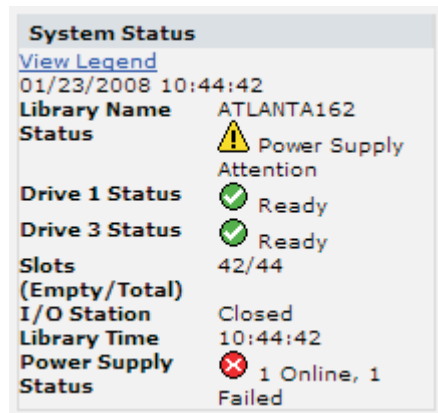 System Status
View Legend
01/23/2008 10:44:42
Library Name ATLANTA162
Status Power Supply
Attention
Drive 1 Status Ready
Drive 3 Status Ready
Slots 42/44
(Empty/Total)
I/O Station Closed
Library Time 10:44:42
Power Supply 1 Online, 1
Status Failed